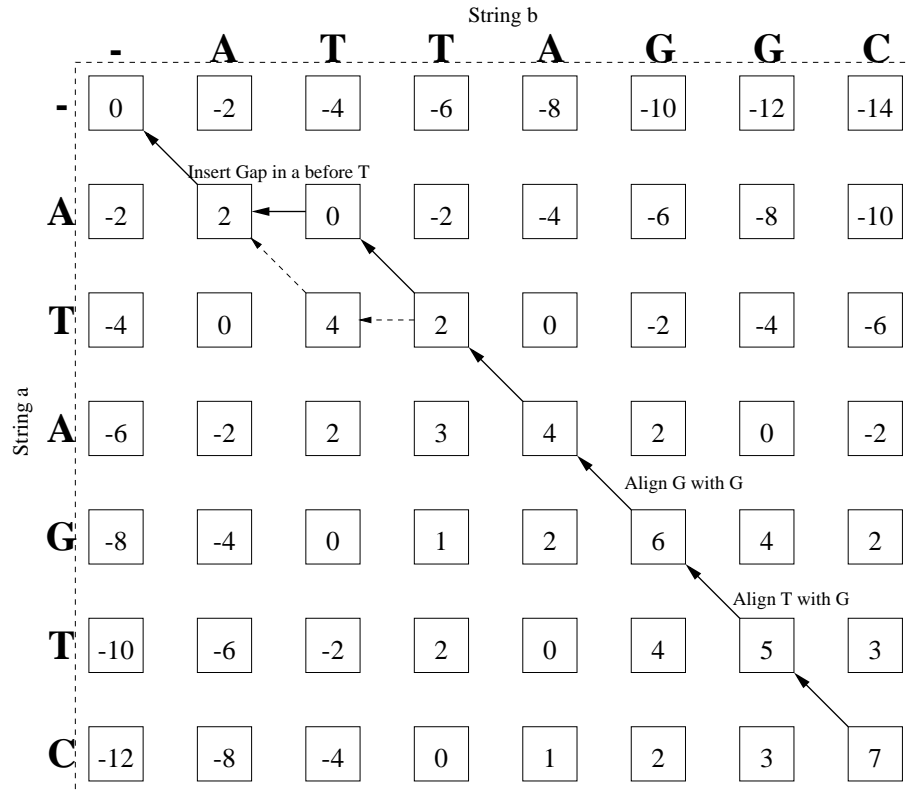 String b
- A T T A G G C
- 0 -2 -4 -6 -8 -10 -12 -14
Insert Gap in a before T
A -2 2 0 -2 -4 -6 -8 -10
T -4 0 4 2 0 -2 -4 -6
String a
A -6 -2 2 3 4 2 0 -2
Align G with G
G -8 -4 0 1 2 6 4 2
Align T with G
T -10 -6 -2 2 0 4 5 3
C -12 -8 -4 0 1 2 3 7